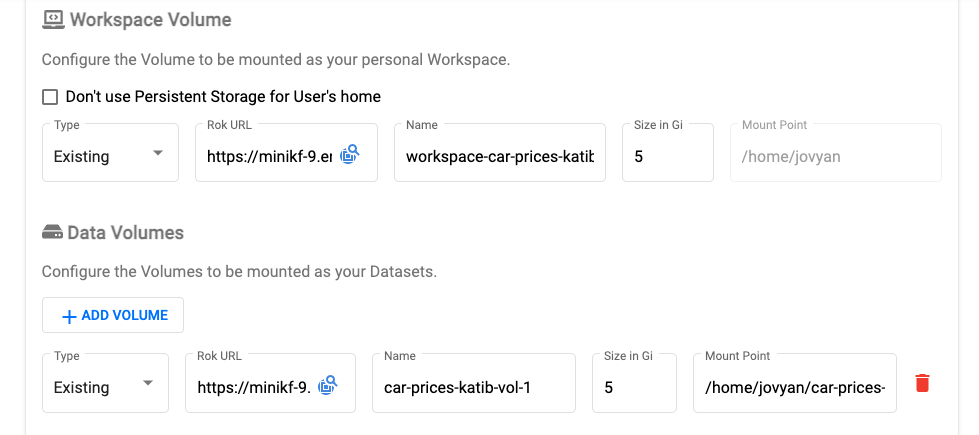 Workspace Volume
Configure the Volume to be mounted as your personal Workspace.
Don't use Persistent Storage for User's home
Type Rok URL Name Size in Gi Mount Point
Existing https://minikf-9.er workspace-car-prices-katib 5 /home/jovyan
Data Volumes
Configure the Volumes to be mounted as your Datasets.
ADD VOLUME
Type Rok URL Name Size in Gi Mount Point
Existing https://minikf-9. car-prices-katib-vol-1 5 /home/jovyan/car-prices-